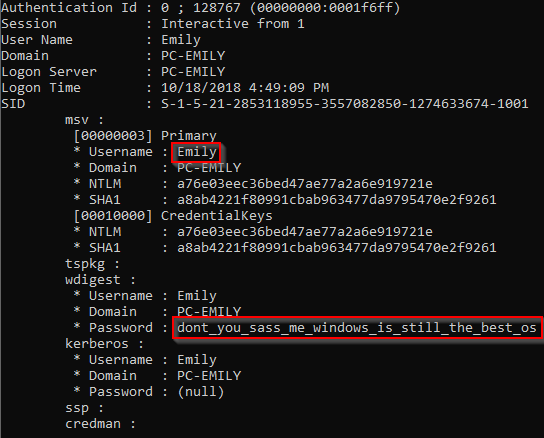 Authentication Id : 0 ; 128767 (00000000:0001f6ff)
Session           : Interactive from 1
User Name         : Emily
Domain            : PC-EMILY
Logon Server      : PC-EMILY
Logon Time        : 10/18/2018 4:49:09 PM
SID               : S-1-5-21-2853118955-3557082850-1274633674-1001
        msv :
         [00000003] Primary
         * Username : Emily
         * Domain   : PC-EMILY
         * NTLM     : a76e03eec36bed47ae77a2a6e919721e
         * SHA1     : a8ab4221f80991cbab963477da9795470e2f9261
         [00010000] CredentialKeys
         * NTLM     : a76e03eec36bed47ae77a2a6e919721e
         * SHA1     : a8ab4221f80991cbab963477da9795470e2f9261
        tspkg :
        wdigest :
         * Username : Emily
         * Domain   : PC-EMILY
         * Password : dont_you_sass_me_windows_is_still_the_best_os
        kerberos :
         * Username : Emily
         * Domain   : PC-EMILY
         * Password : (null)
        ssp :
        credman :